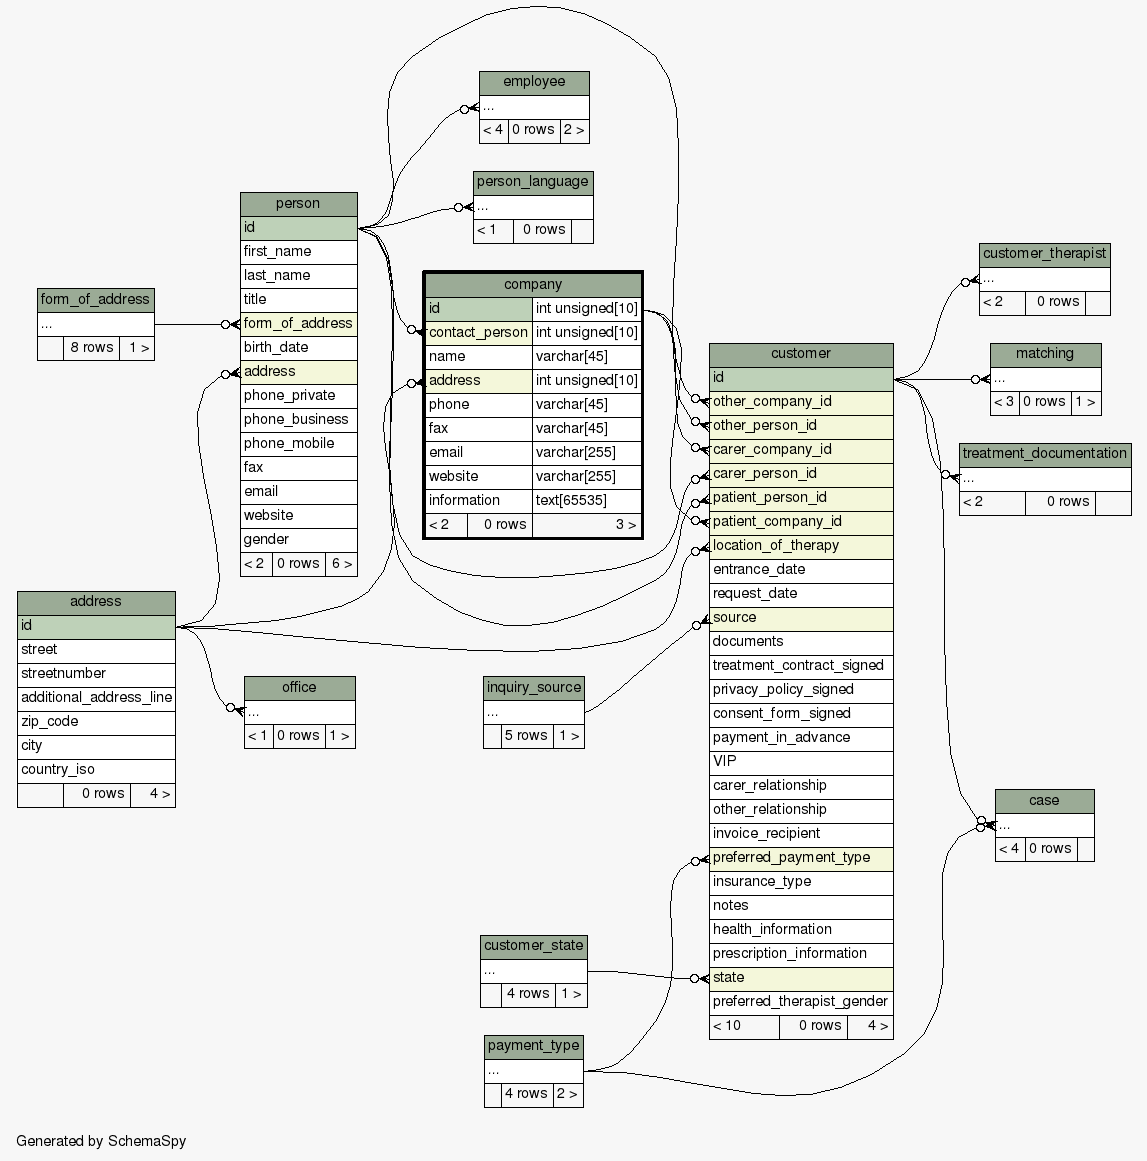 employee
...
< 4 0 rows 2 >
person_language
...
< 1 0 rows
person
id
first_name
last_name
title
form_of_address
birth_date
address
phone_private
phone_business
phone_mobile
fax
email
website
gender
< 2 0 rows 6 >
form_of_address
...
8 rows 1 >
company
id int unsigned[10]
contact_person int unsigned[10]
name varchar[45]
address int unsigned[10]
phone varchar[45]
fax varchar[45]
email varchar[255]
website varchar[255]
information text[65535]
< 2 0 rows 3 >
customer_therapist
...
< 2 0 rows
matching
...
< 3 0 rows 1 >
treatment_documentation
...
< 2 0 rows
customer
id
other_company_id
other_person_id
carer_company_id
carer_person_id
patient_person_id
patient_company_id
location_of_therapy
entrance_date
request_date
source
documents
treatment_contract_signed
privacy_policy_signed
consent_form_signed
payment_in_advance
VIP
carer_relationship
other_relationship
invoice_recipient
preferred_payment_type
insurance_type
notes
health_information
prescription_information
state
preferred_therapist_gender
< 10 0 rows 4 >
address
id
street
streetnumber
additional_address_line
zip_code
city
country_iso
0 rows 4 >
office
...
< 1 0 rows 1 >
inquiry_source
...
5 rows 1 >
case
...
< 4 0 rows
customer_state
...
4 rows 1 >
payment_type
...
4 rows 2 >
Generated by SchemaSpy